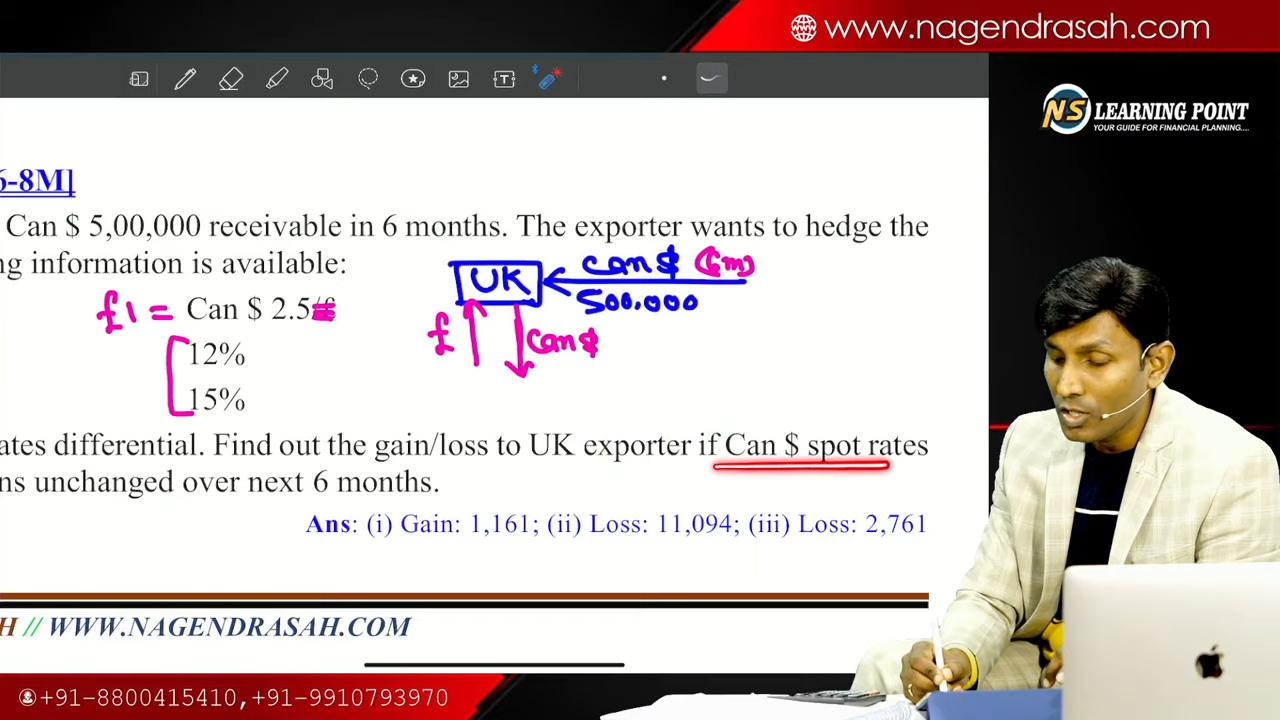 www.nagendrasah.com
NS LEARNING POINT
YOUR GUIDE FOR FINANCIAL PLANNING....
6-8M]
Can $ 5,00,000 receivable in 6 months. The exporter wants to hedge the
ng information is available:
UK
Can $ (6m)
500.000
£1 = Can $ 2.5/£
£
Can $
12%
15%
ates differential. Find out the gain/loss to UK exporter if Can $ spot rates
ns unchanged over next 6 months.
Ans: (i) Gain: 1,161; (ii) Loss: 11,094; (iii) Loss: 2,761
H // WWW.NAGENDRASAH.COM
+91-8800415410,+91-9910793970